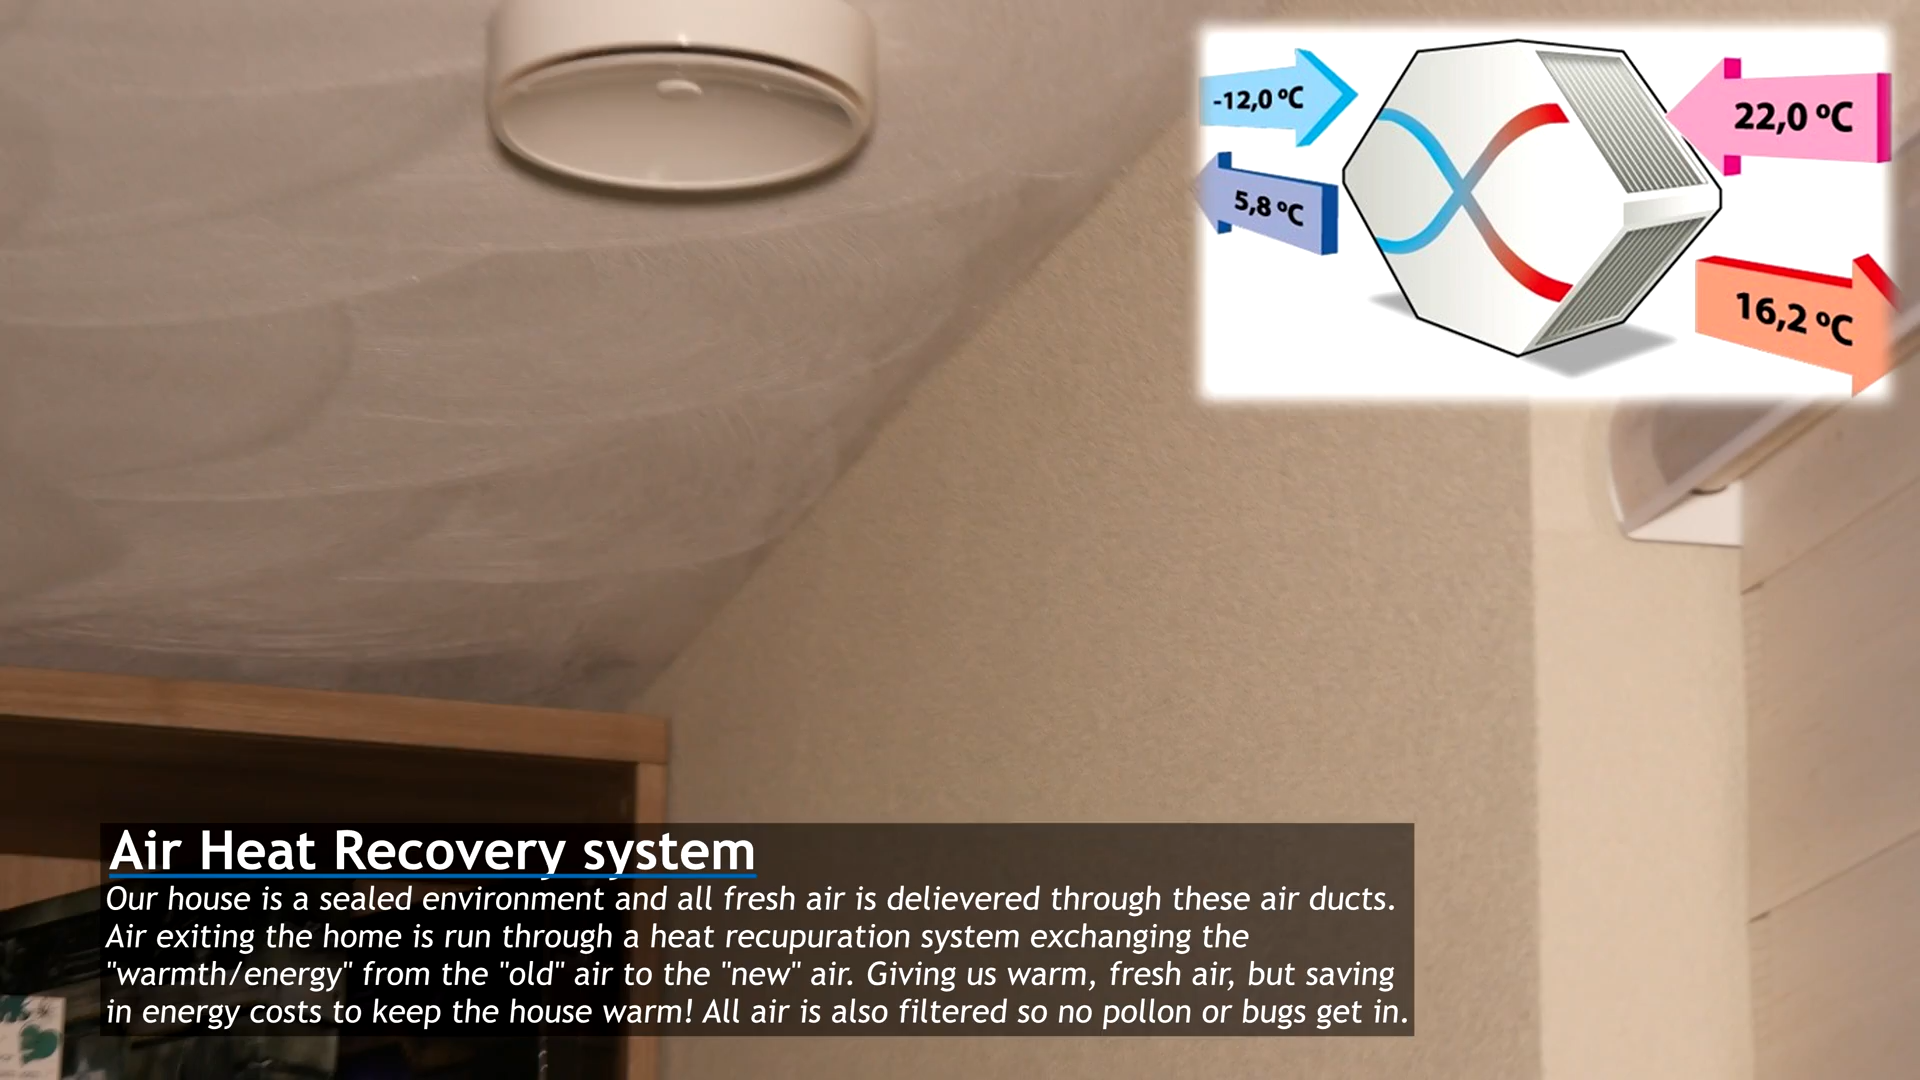 -12,0 ºC
22,0 ºC
5,8 ºC
16,2 ºC
Air Heat Recovery system
Our house is a sealed environment and all fresh air is delievered through these air ducts.
Air exiting the home is run through a heat recupuration system exchanging the
"warmth/energy" from the "old" air to the "new" air. Giving us warm, fresh air, but saving
in energy costs to keep the house warm! All air is also filtered so no pollon or bugs get in.